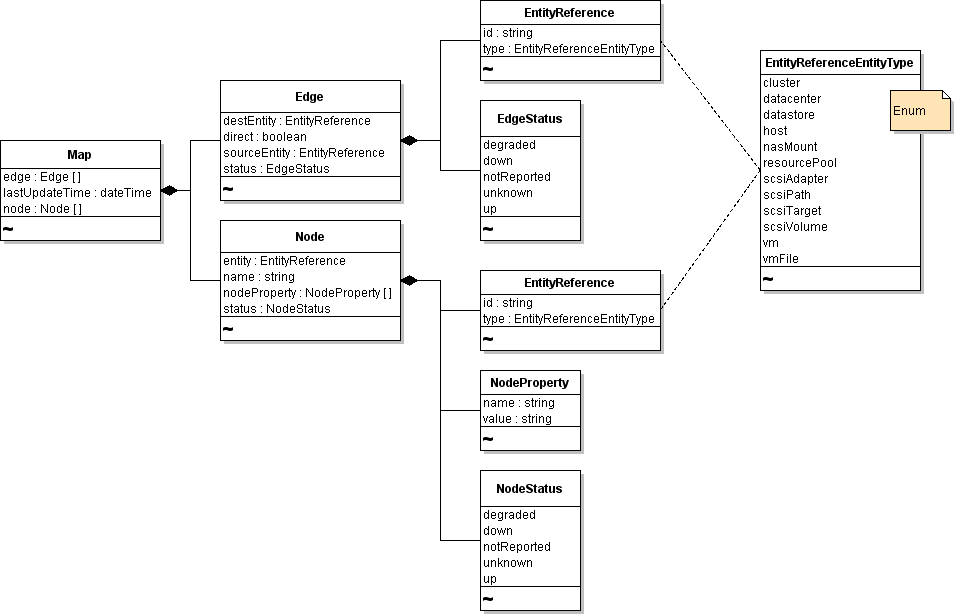 Map
edge : Edge [ ]
lastUpdateTime : dateTime
node : Node [ ]
~
Edge
destEntity : EntityReference
direct : boolean
sourceEntity : EntityReference
status : EdgeStatus
~
Node
entity : EntityReference
name : string
nodeProperty : NodeProperty [ ]
status : NodeStatus
~
EntityReference
id : string
type : EntityReferenceEntityType
~
EdgeStatus
degraded
down
notReported
unknown
up
~
EntityReference
id : string
type : EntityReferenceEntityType
~
NodeProperty
name : string
value : string
~
NodeStatus
degraded
down
notReported
unknown
up
~
EntityReferenceEntityType
cluster
datacenter
datastore
host
nasMount
resourcePool
scsiAdapter
scsiPath
scsiTarget
scsiVolume
vm
vmFile
~
Enum